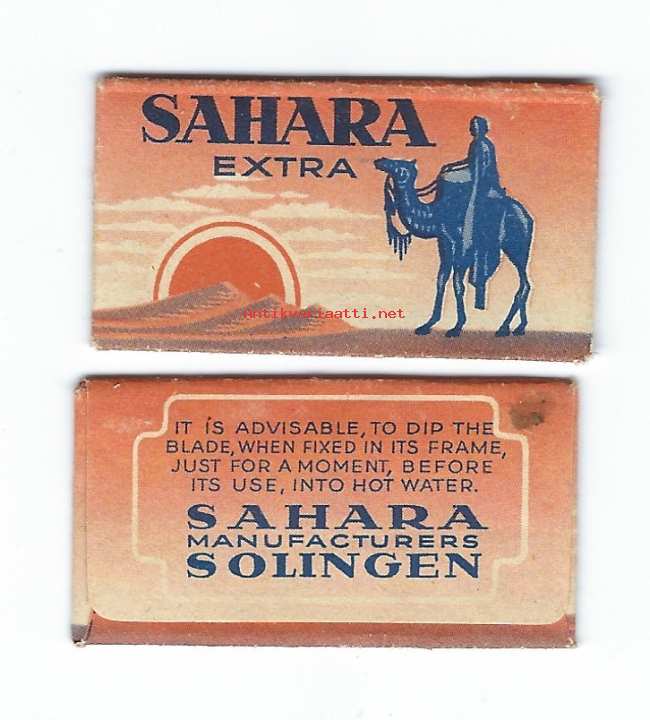 SAHARA
EXTRA
antikvariaatti.net
IT iS ADVISABLE, TO DIP THE
BLADE, WHEN FIXED IN ITS FRAME,
JUST FOR A MOMENT, BEFORE
ITS USE, INTO HOT WATER.
SAHARA
MANUFACTURERS
SOLINGEN